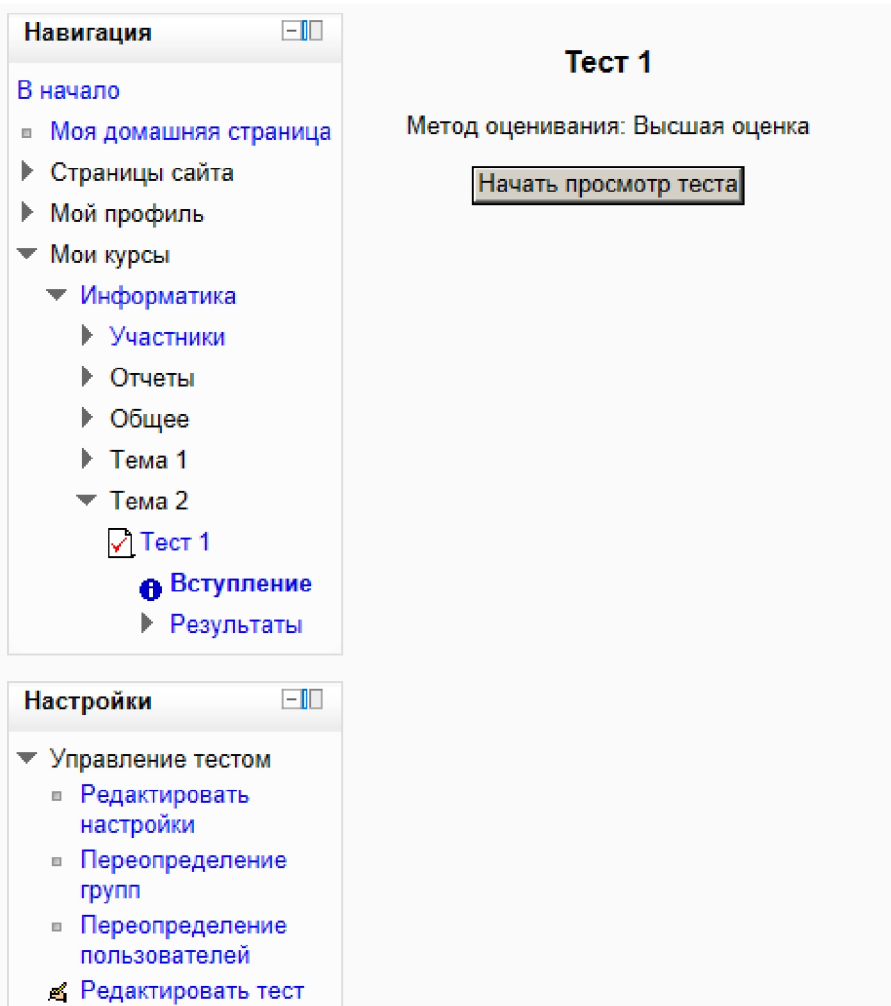 Навигация
В начало
Моя домашняя страница
Страницы сайта
Мой профиль
Мои курсы
Информатика
Участники
Отчеты
Общее
Тема 1
Тема 2
Тест 1
Вступление
Результаты
Настройки
Управление тестом
Редактировать
настройки
Переопределение
групп
Переопределение
пользователей
Редактировать тест
Тест 1
Метод оценивания: Высшая оценка
Начать просмотр теста